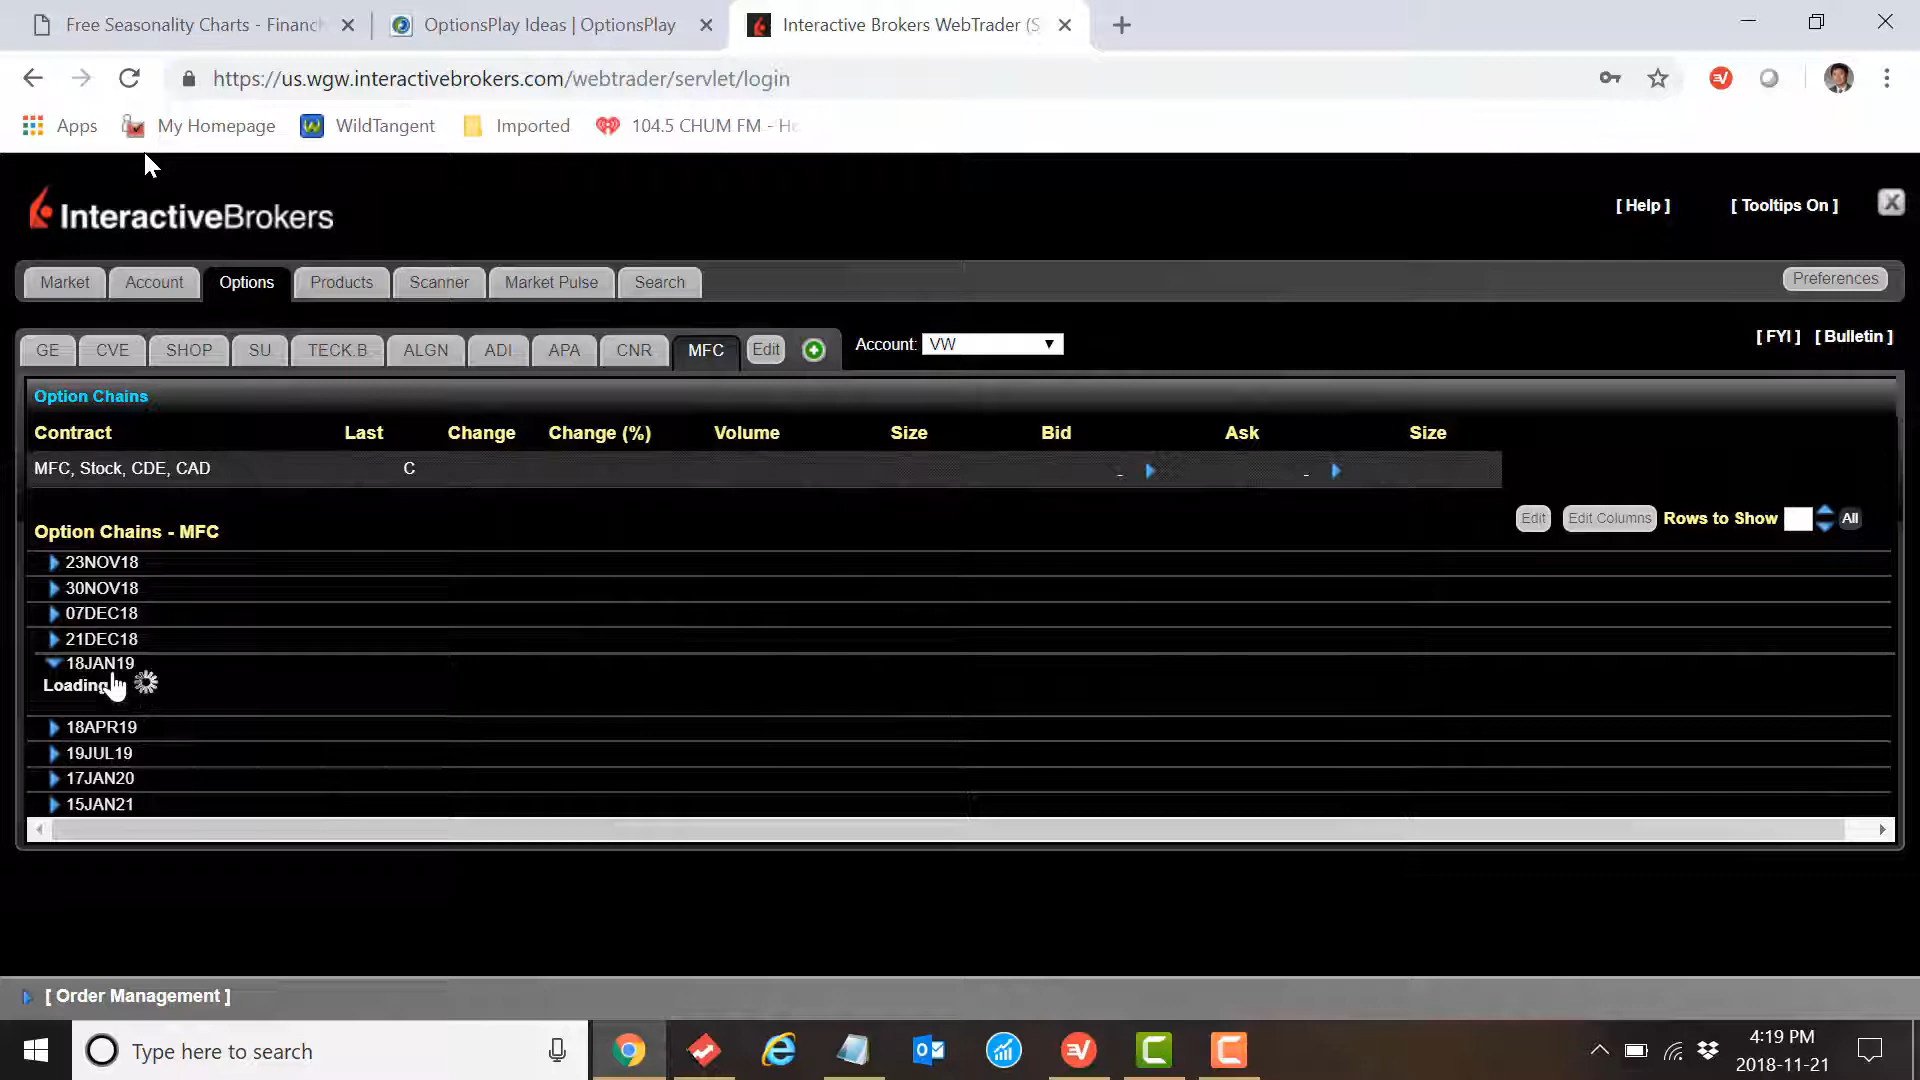 Free Seasonality Charts - Financ
OptionsPlay Ideas | OptionsPlay
Interactive Brokers WebTrader (S
https://us.wgw.interactivebrokers.com/webtrader/servlet/login
Apps
My Homepage
WildTangent
Imported
104.5 CHUM FM - Ho
InteractiveBrokers
[ Help ]
[ Tooltips On ]
Market
Account
Options
Products
Scanner
Market Pulse
Search
Preferences
GE
CVE
SHOP
SU
TECK.B
ALGN
ADI
APA
CNR
MFC
Edit
Account:
VW
[ FYI ]
[ Bulletin ]
Option Chains
Contract Last Change Change (%) Volume Size Bid Ask Size
MFC, Stock, CDE, CAD C - -
Edit
Edit Columns
Rows to Show
All
Option Chains - MFC
23NOV18
30NOV18
07DEC18
21DEC18
18JAN19
Loading
18APR19
19JUL19
17JAN20
15JAN21
[ Order Management ]
Type here to search
4:19 PM
2018-11-21